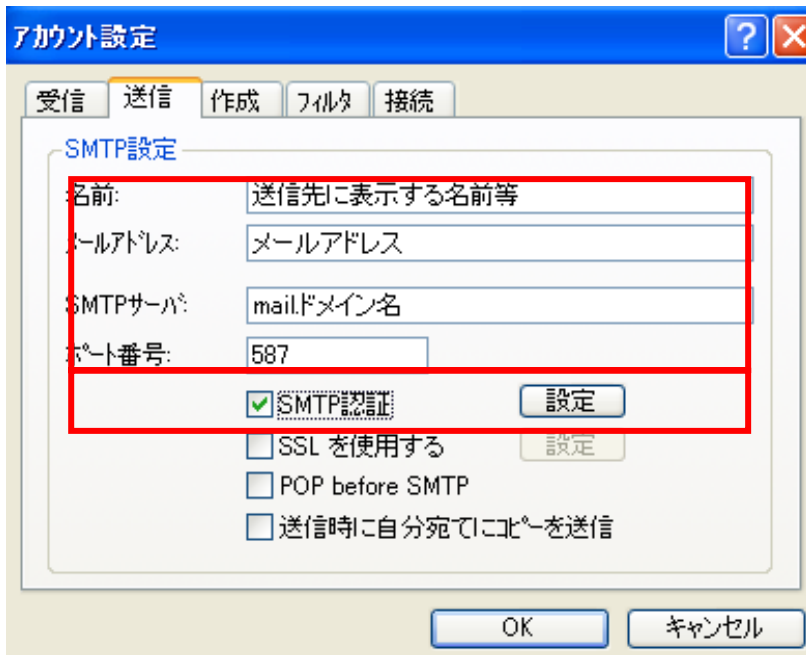 アカウント設定
受信 送信 作成 フィルタ 接続
SMTP設定
名前: 送信先に表示する名前等
メールアドレス: メールアドレス
SMTPサーバ: mail.ドメイン名
ポート番号: 587
SMTP認証 設定
SSL を使用する 設定
POP before SMTP
送信時に自分宛てにコピーを送信
OK キャンセル